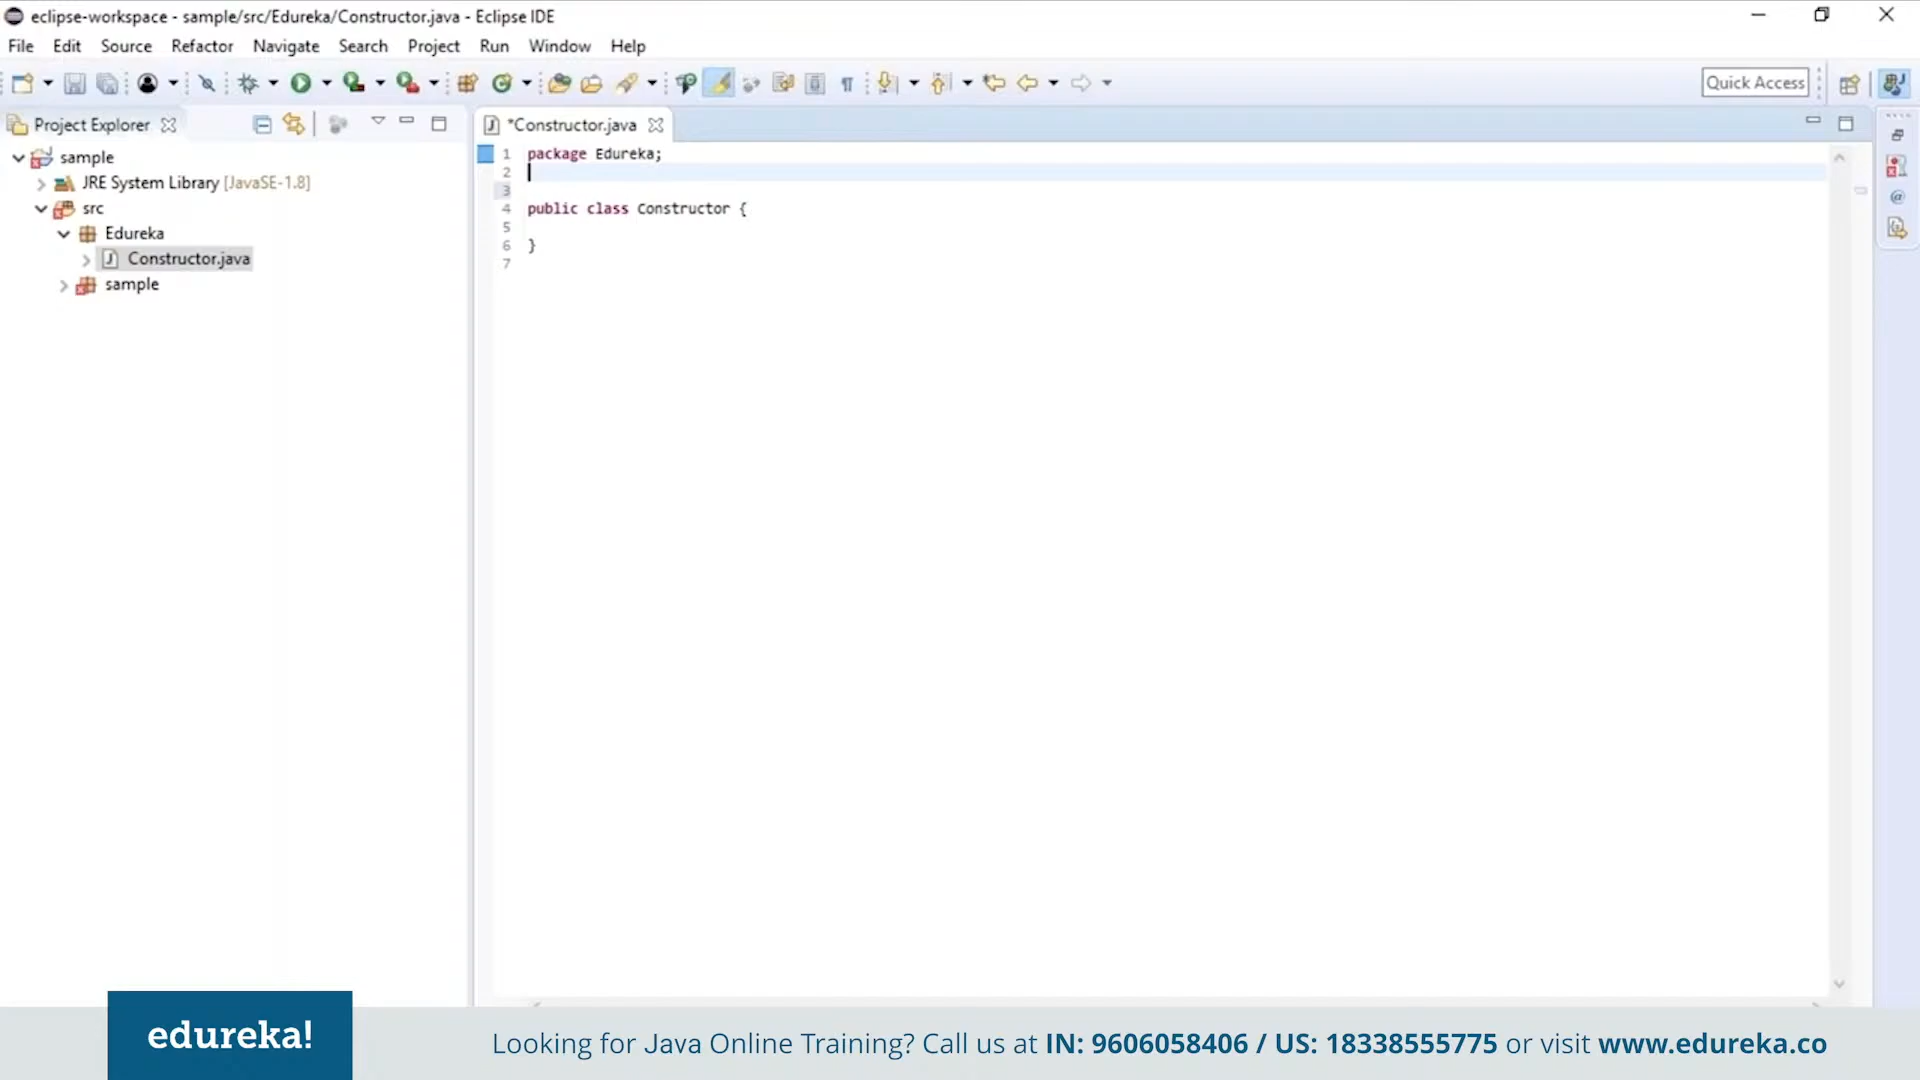 eclipse-workspace - sample/src/Edureka/Constructor.java - Eclipse IDE
File Edit Source Refactor Navigate Search Project Run Window Help
Quick Access
Project Explorer
*Constructor.java
sample
JRE System Library [JavaSE-1.8]
src
Edureka
Constructor.java
sample
1 package Edureka;
2
3
4 public class Constructor {
5
6 }
7
edureka!
Looking for Java Online Training? Call us at IN: 9606058406 / US: 18338555775 or visit www.edureka.co